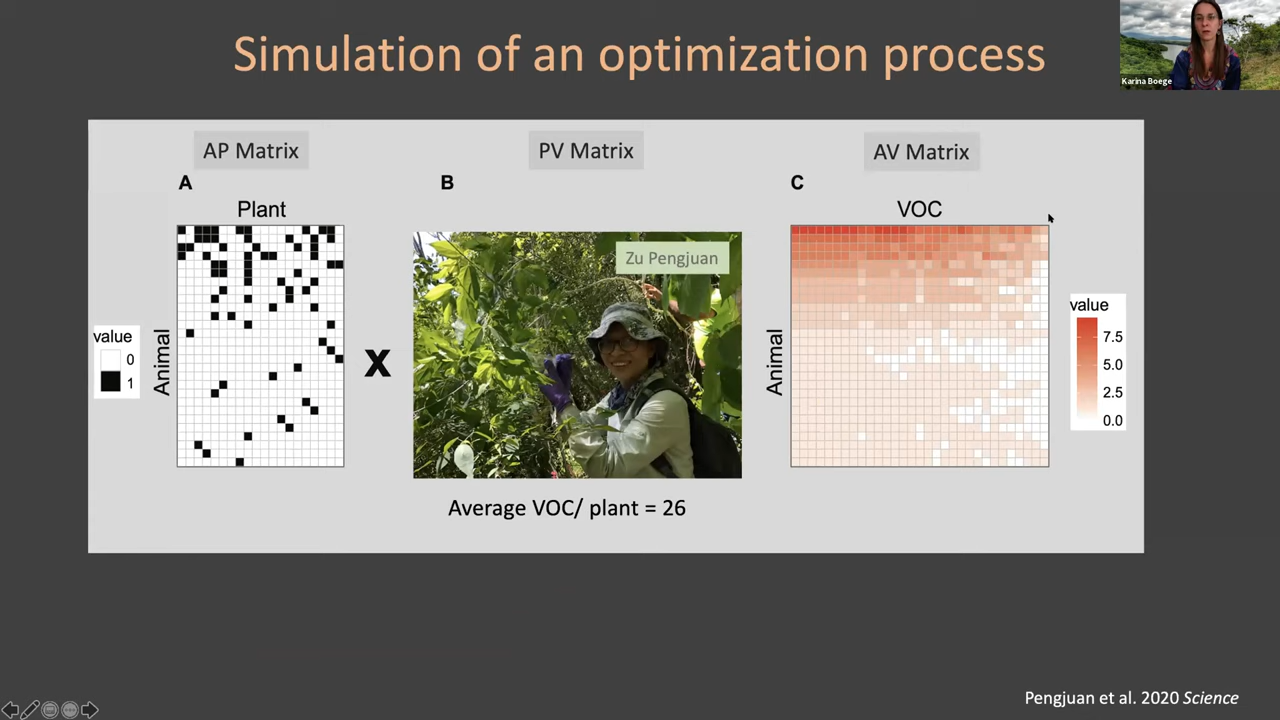 Simulation of an optimization process
Karina Boege
AP Matrix
PV Matrix
AV Matrix
A
B
C
Plant
VOC
Zu Pengjuan
value
0
1
Animal
X
Animal
value
7.5
5.0
2.5
0.0
Average VOC/ plant = 26
Pengjuan et al. 2020 Science